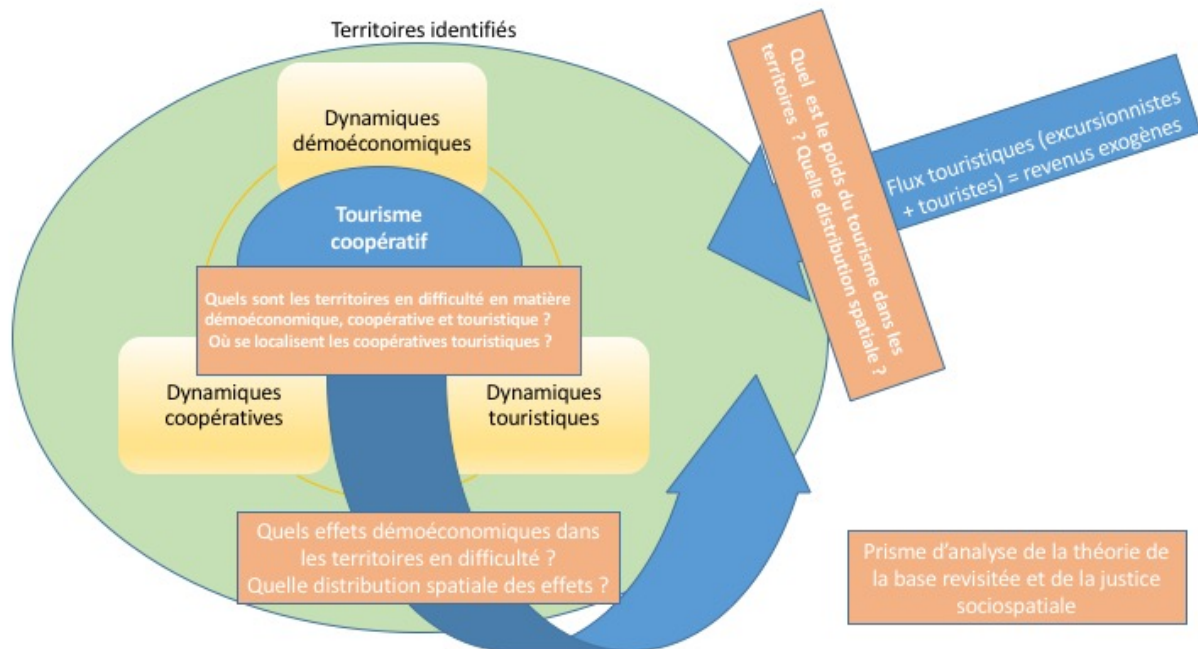 Territoires identifiés
Dynamiques
démoéconomiques
Tourisme
coopératif
Quels sont les territoires en difficulté en matière
démoéconomique, coopérative et touristique ?
Où se localisent les coopératives touristiques ?
Dynamiques
coopératives
Dynamiques
touristiques
Quels effets démoéconomiques dans
les territoires en difficulté ?
Quelle distribution spatiale des effets ?
Quel est le poids du tourisme dans les
territoires ? Quelle distribution spatiale ?
Flux touristiques (excursionnistes
+ touristes) = revenus exogènes
Prisme d’analyse de la théorie de
la base revisitée et de la justice
sociospatiale